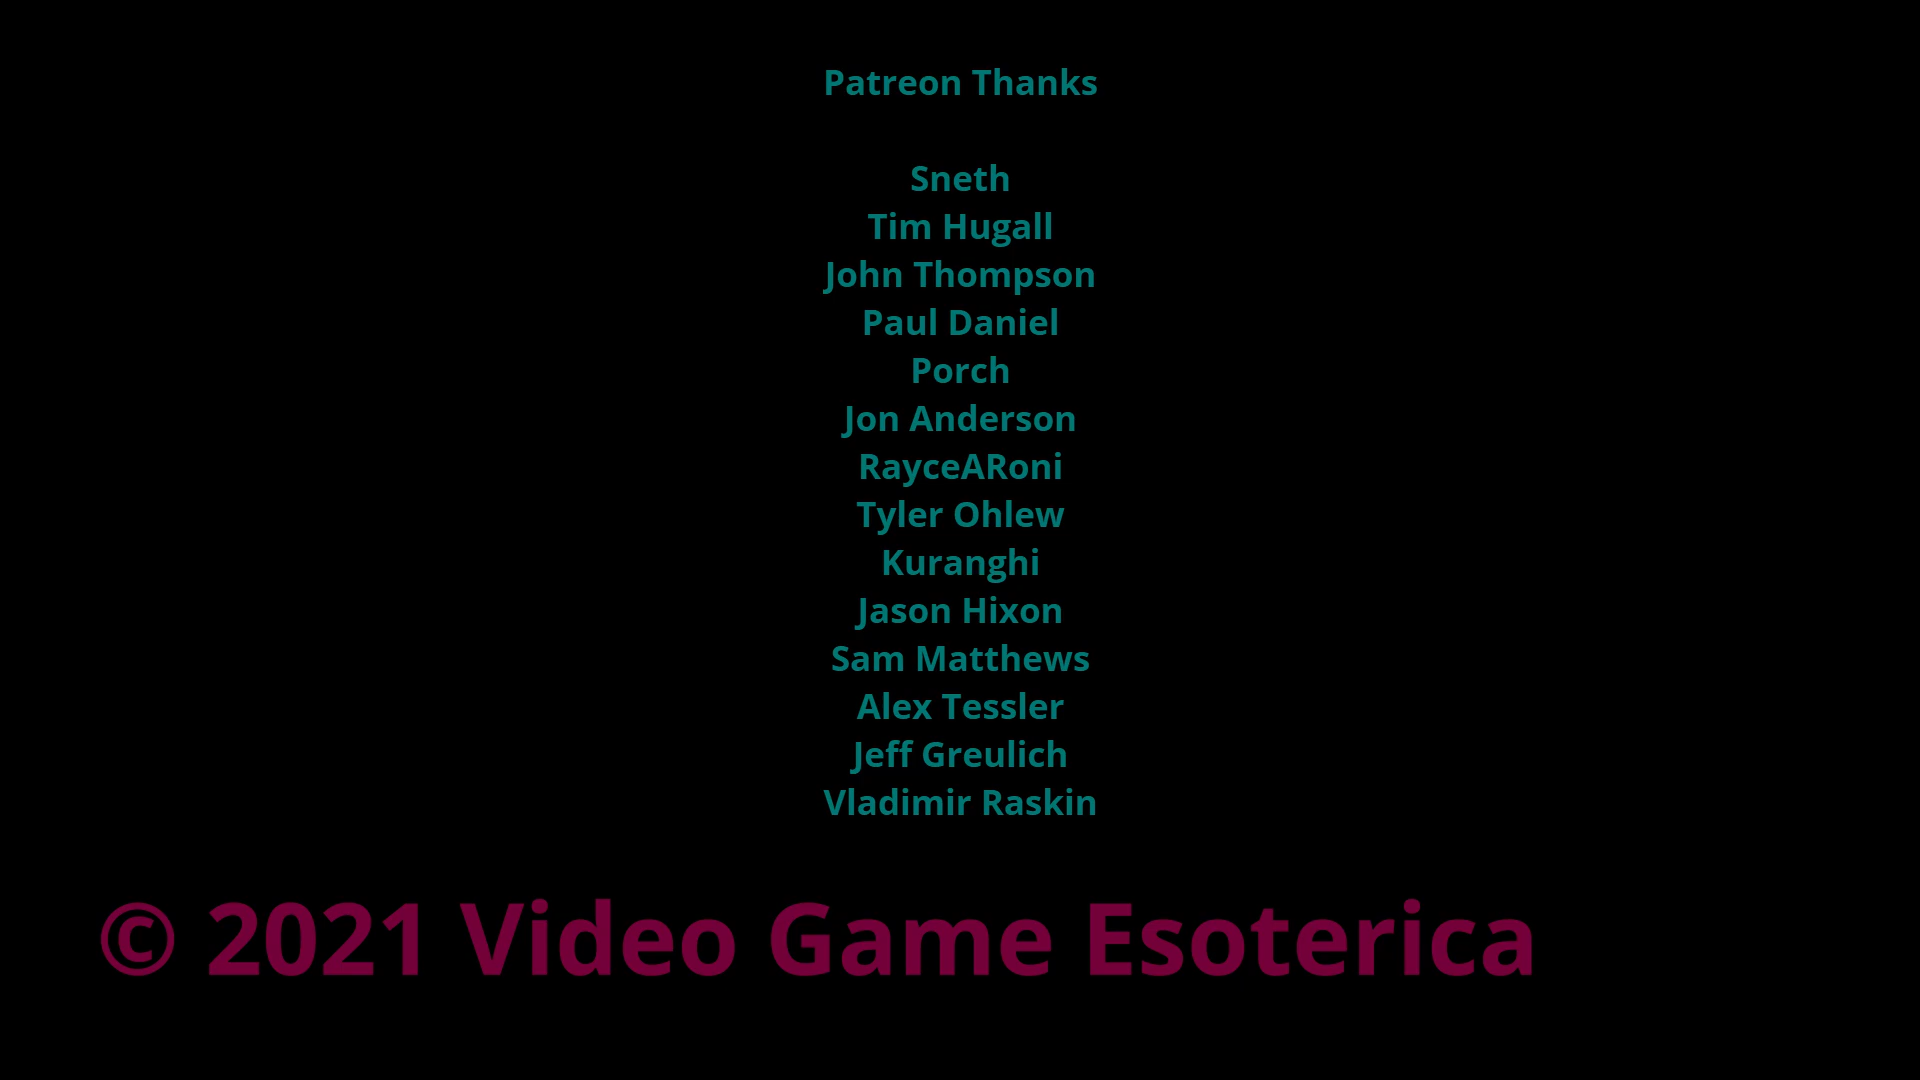 Patreon Thanks
Sneth
Tim Hugall
John Thompson
Paul Daniel
Porch
Jon Anderson
RayceARoni
Tyler Ohlew
Kuranghi
Jason Hixon
Sam Matthews
Alex Tessler
Jeff Greulich
Vladimir Raskin
© 2021 Video Game Esoterica